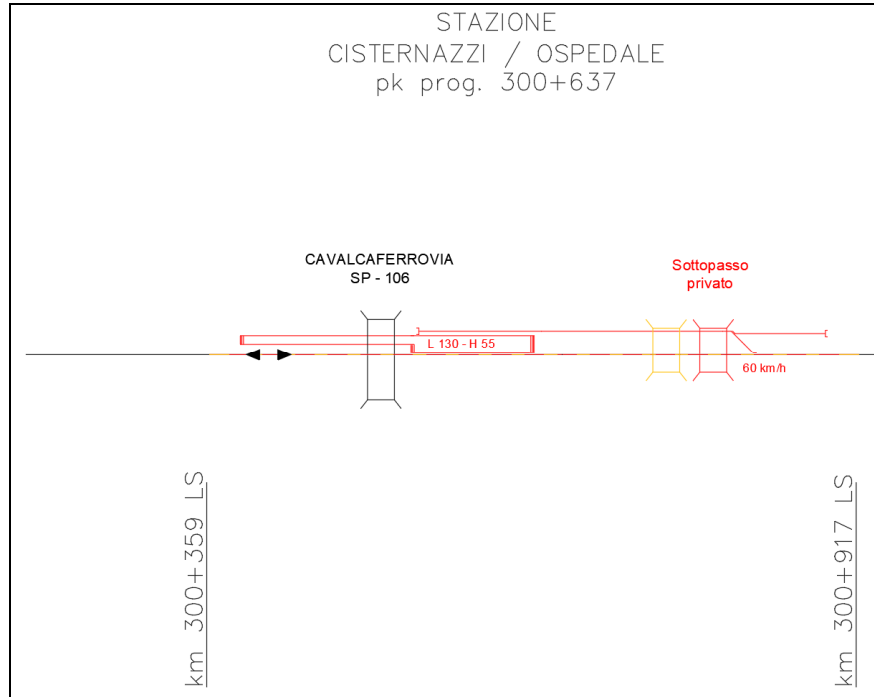 STAZIONE
CISTERNAZZI / OSPEDALE
pk prog. 300+637
CAVALCAFERROVIA
SP - 106
Sottopasso
privato
L 130 - H 55
60 km/h
km 300+359 LS
km 300+917 LS